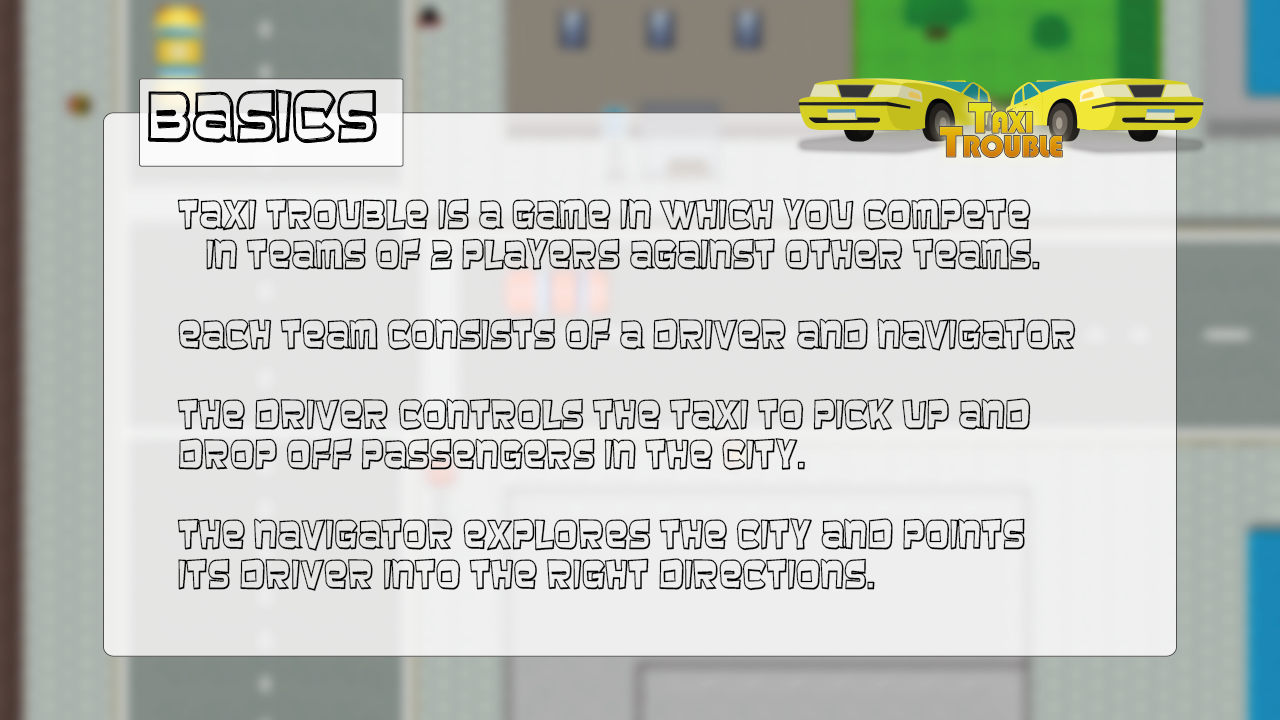 BaSICS
TaXI
TROUBLE
TaXI TROUBLe IS a Game In WHICH YOU COMPeTe
In TeamS OF 2 PLaYeRS aGaInST OTHeR TeamS.
eaCH Team COnSISTS OF a DRIVeR anD naVIGaTOR
THe DRIVeR COnTROLS THe TaXI TO PICK UP anD
DROP OFF PaSSenGeRS In THe CITY.
THe naVIGaTOR eXPLOReS THe CITY anD POInTS
ITS DRIVeR InTO THe RIGHT DIReCTIOnS.